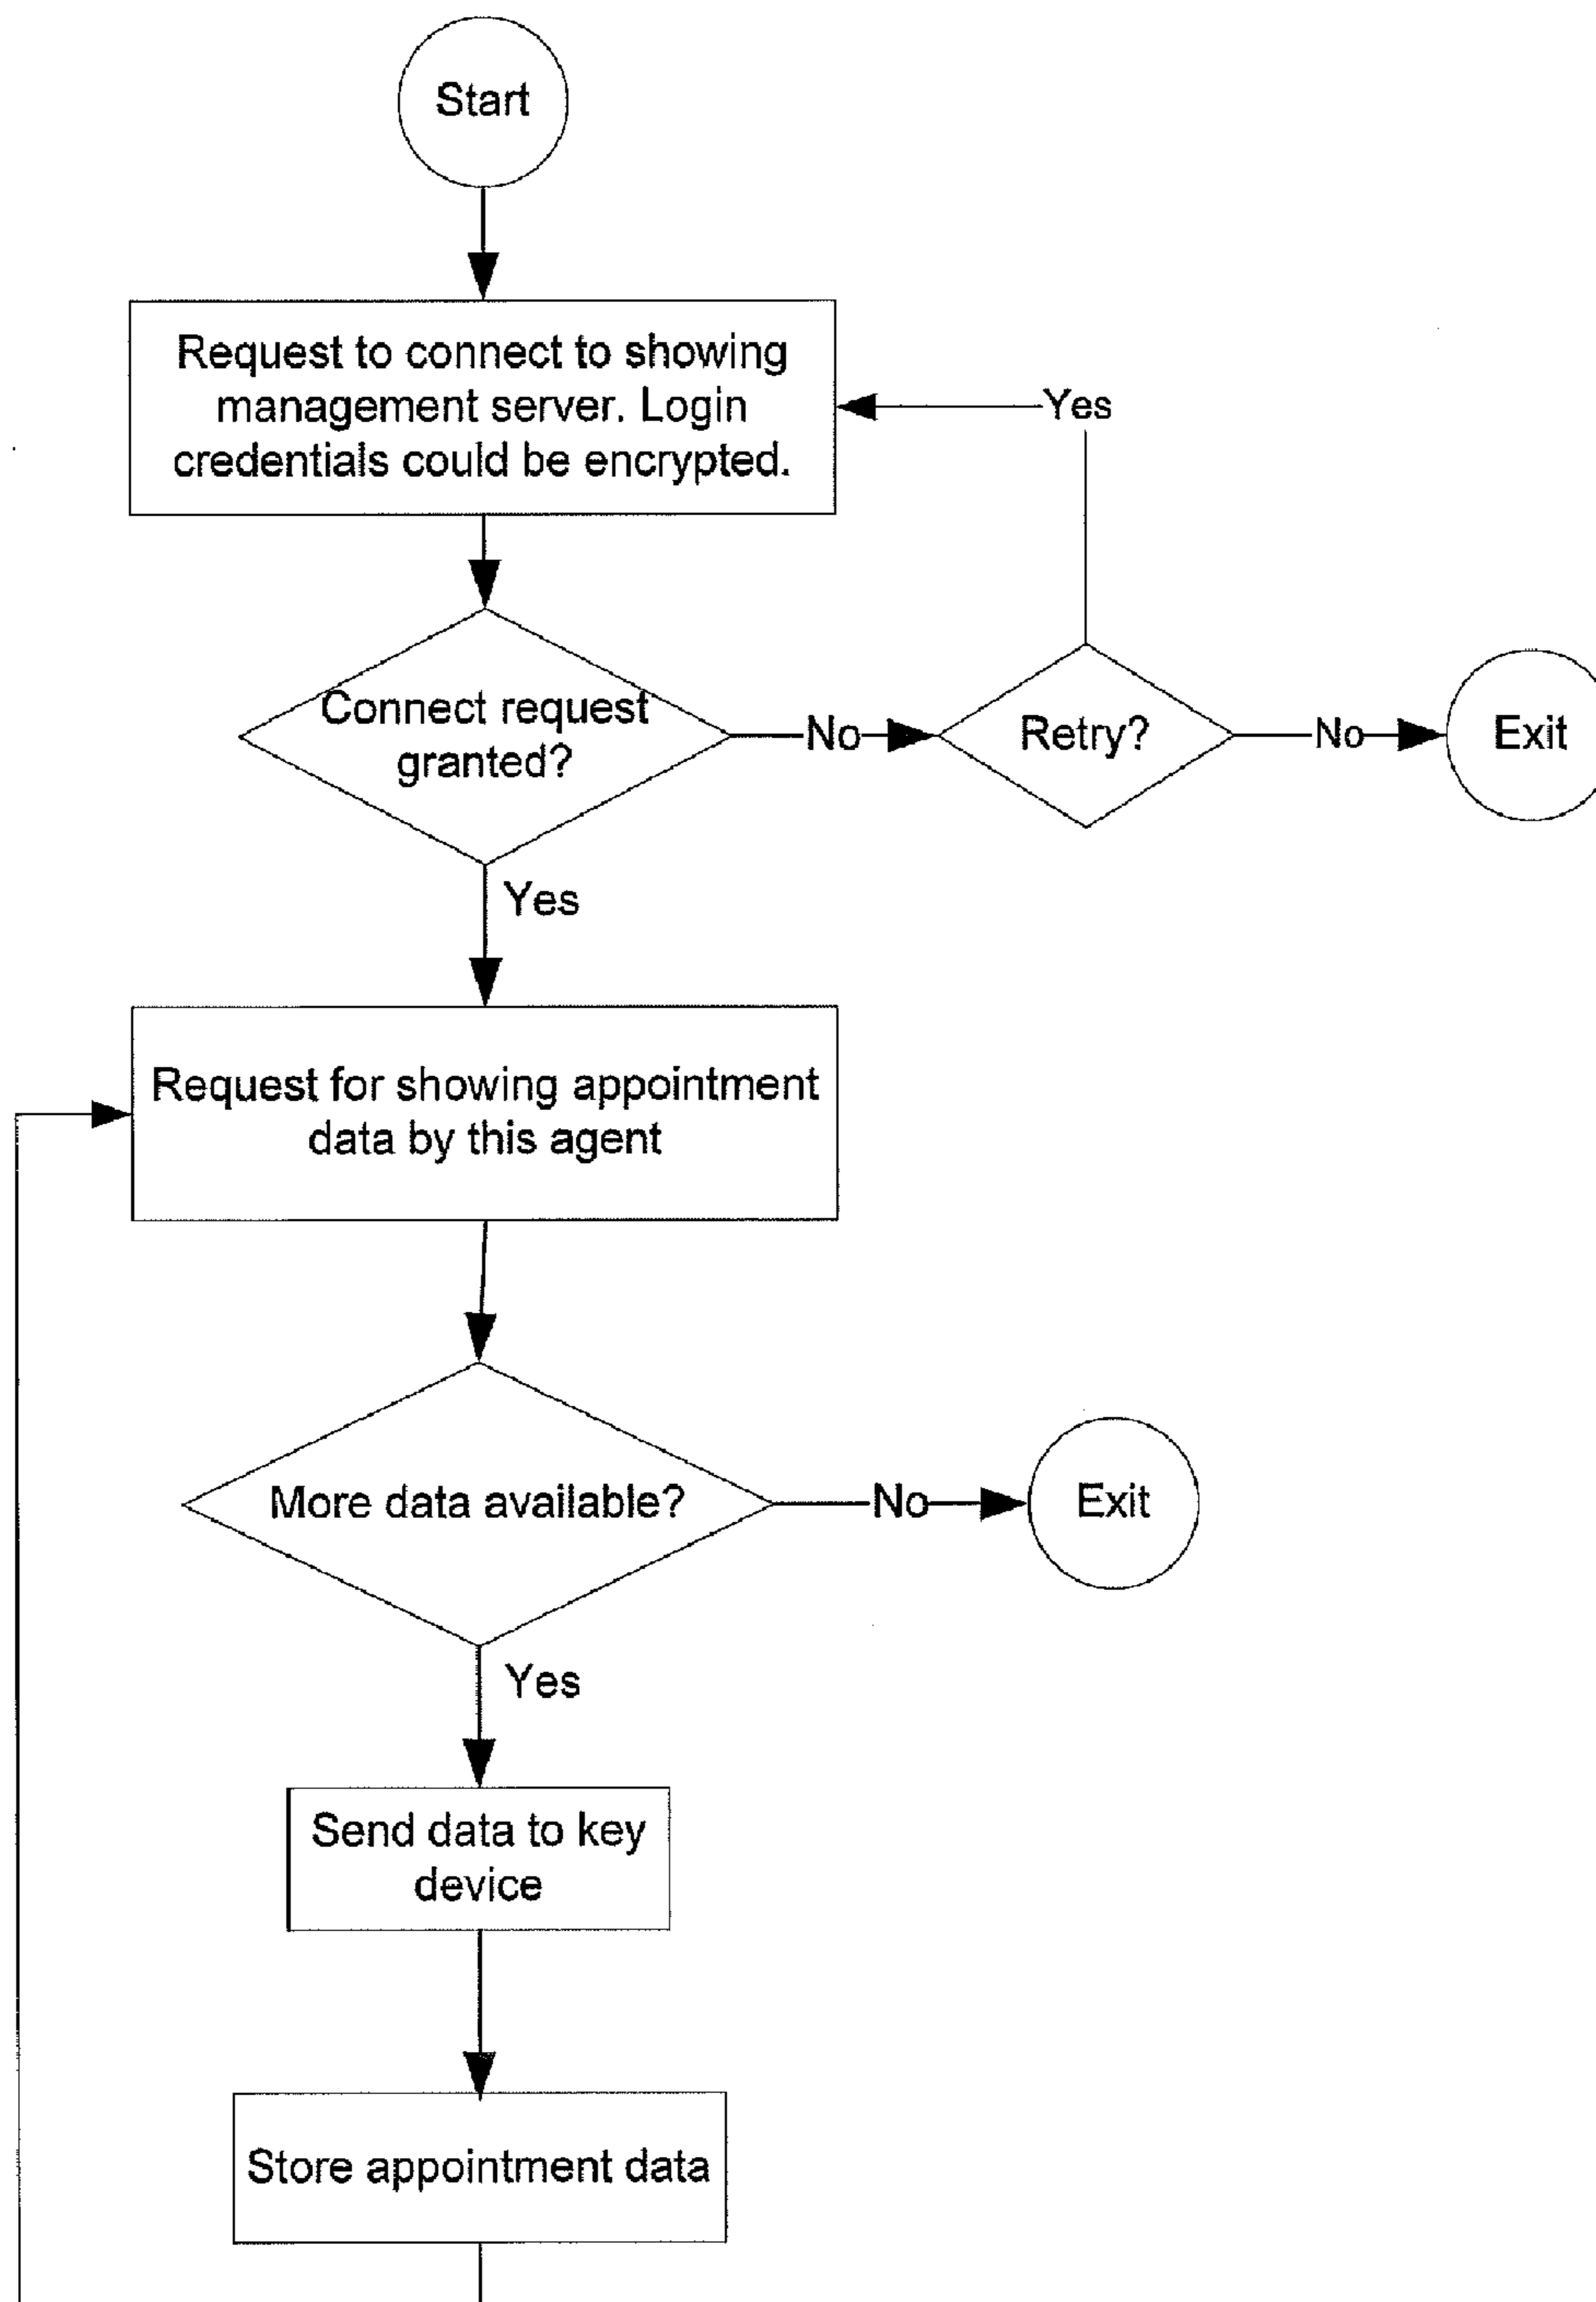 Start
Request to connect to showing
management server. Login
credentials could be encrypted.
Yes
Connect request
granted?
No
Retry?
No
Exit
Yes
Request for showing appointment
data by this agent
More data available?
No
Exit
Yes
Send data to key
device
Store appointment data